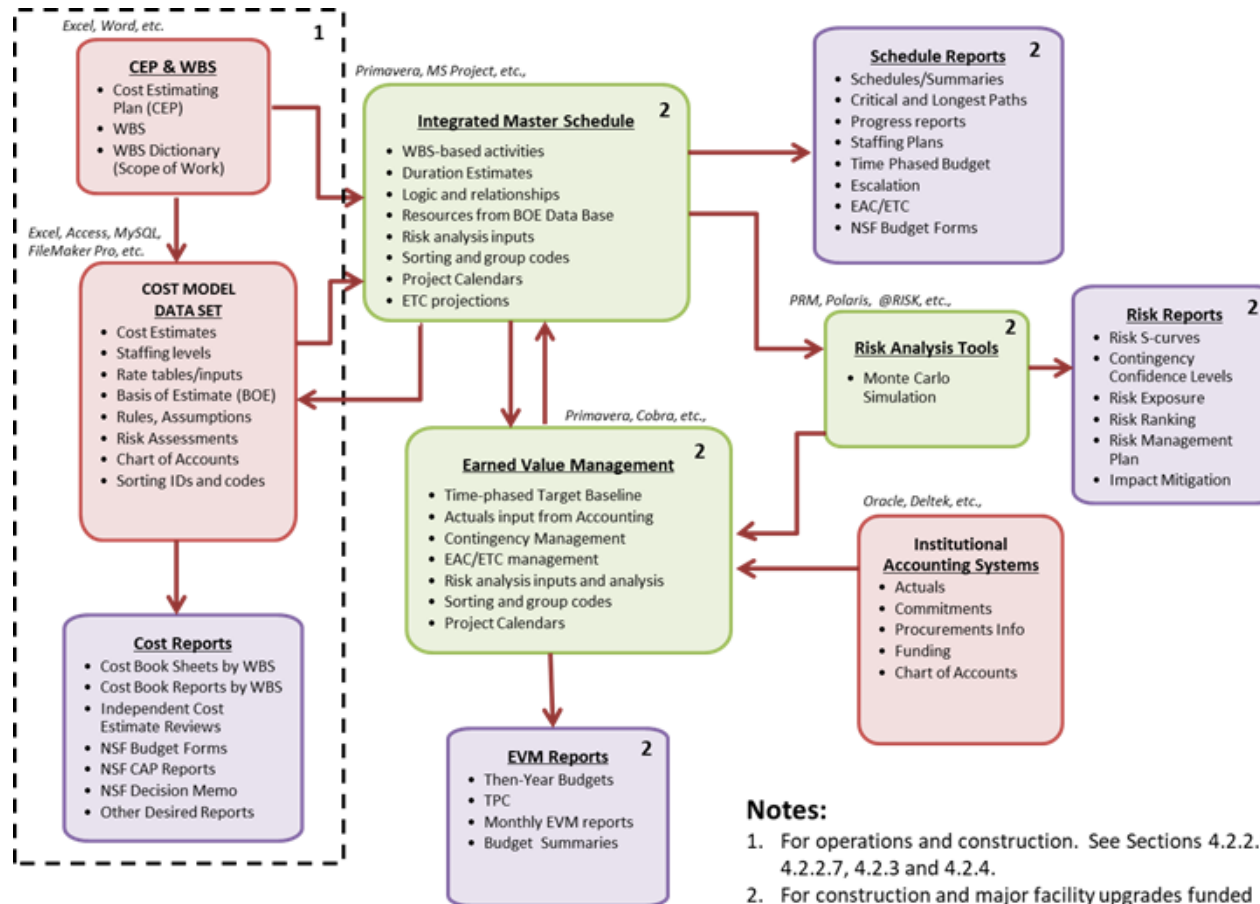 Excel, Word, etc.
1
CEP & WBS
• Cost Estimating
Plan (CEP)
• WBS
• WBS Dictionary
(Scope of Work)
Excel, Access, MySQL,
FileMaker Pro, etc.
COST MODEL
DATA SET
• Cost Estimates
• Staffing levels
• Rate tables/inputs
• Basis of Estimate (BOE)
• Rules, Assumptions
• Risk Assessments
• Chart of Accounts
• Sorting IDs and codes
Cost Reports
• Cost Book Sheets by WBS
• Cost Book Reports by WBS
• Independent Cost
Estimate Reviews
• NSF Budget Forms
• NSF CAP Reports
• NSF Decision Memo
• Other Desired Reports
Primavera, MS Project, etc.,
2
Integrated Master Schedule
• WBS-based activities
• Duration Estimates
• Logic and relationships
• Resources from BOE Data Base
• Risk analysis inputs
• Sorting and group codes
• Project Calendars
• ETC projections
Primavera, Cobra, etc.,
2
Earned Value Management
• Time-phased Target Baseline
• Actuals input from Accounting
• Contingency Management
• EAC/ETC management
• Risk analysis inputs and analysis
• Sorting and group codes
• Project Calendars
2
EVM Reports
• Then-Year Budgets
• TPC
• Monthly EVM reports
• Budget Summaries
2
Schedule Reports
• Schedules/Summaries
• Critical and Longest Paths
• Progress reports
• Staffing Plans
• Time Phased Budget
• Escalation
• EAC/ETC
• NSF Budget Forms
PRM, Polaris, @RISK, etc.,
2
Risk Analysis Tools
• Monte Carlo
Simulation
2
Risk Reports
• Risk S-curves
• Contingency
Confidence Levels
• Risk Exposure
• Risk Ranking
• Risk Management
Plan
• Impact Mitigation
Oracle, Deltek, etc.,
Institutional
Accounting Systems
• Actuals
• Commitments
• Procurements Info
• Funding
• Chart of Accounts
Notes:
1. For operations and construction. See Sections 4.2.2.
4.2.2.7, 4.2.3 and 4.2.4.
2. For construction and major facility upgrades funded